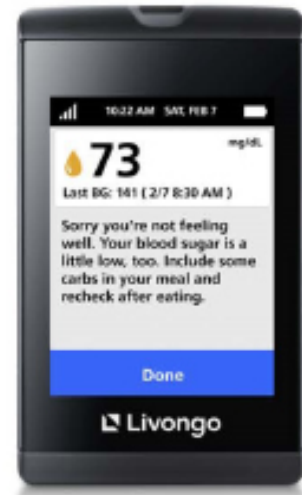 10:22 AM SAT, FEB 7
73 mg/dL
Last BG: 141 ( 2/7 8:30 AM )
Sorry you're not feeling
well. Your blood sugar is a
little low, too. Include some
carbs in your meal and
recheck after eating.
Done
Livongo